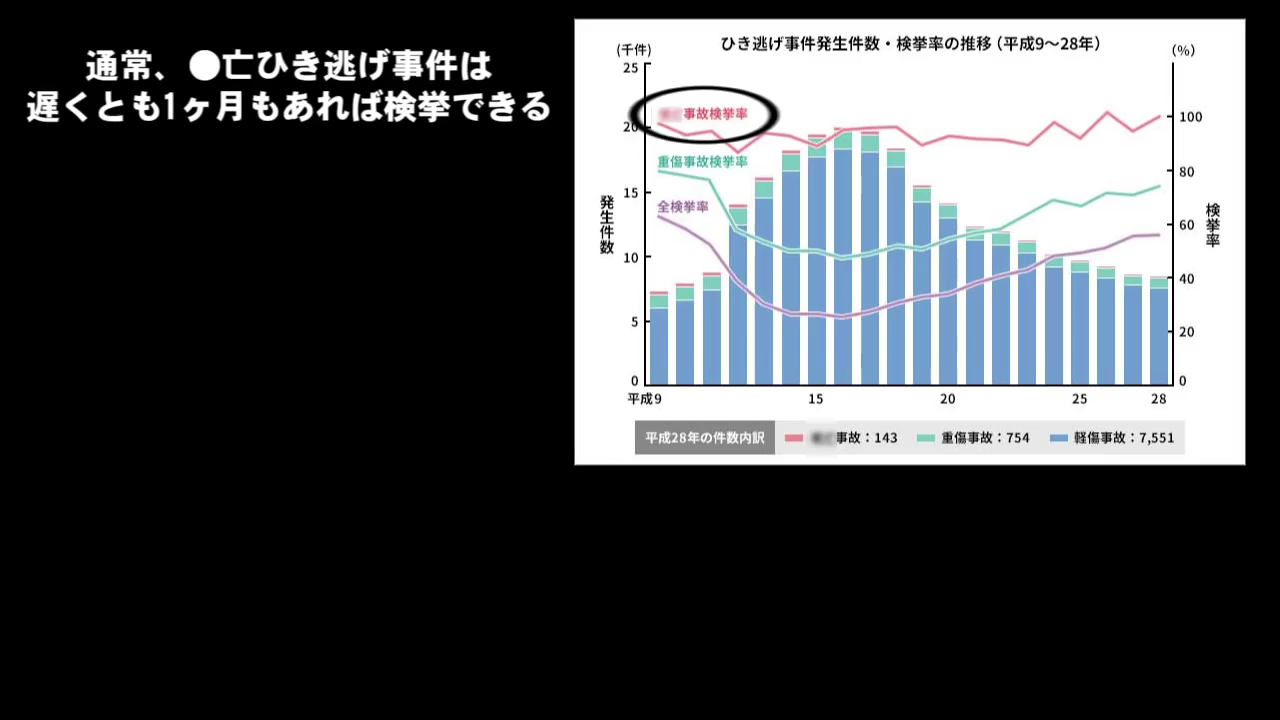 通常、●亡ひき逃げ事件は
遅くとも1ヶ月もあれば検挙できる
ひき逃げ事件発生件数・検挙率の推移（平成9〜28年）
(千件)
(%)
25
20
15
10
5
0
事故検挙率
重傷事故検挙率
全検挙率
発生件数
100
80
60
40
20
0
検挙率
平成9
15
20
25
28
平成28年の件数内訳
事故：143
重傷事故：754
軽傷事故：7,551